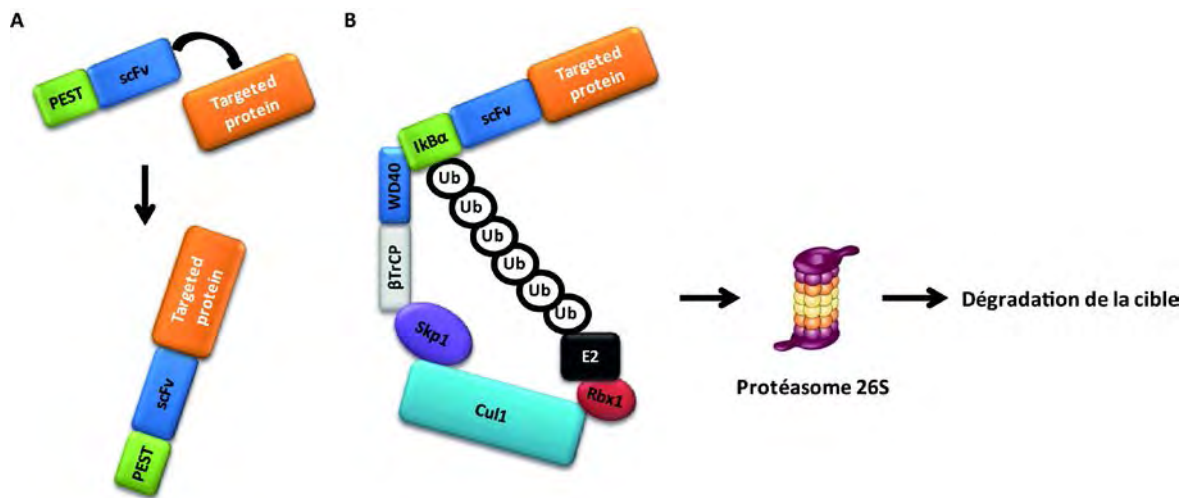 A
PEST
scFv
Targeted
protein
Targeted
protein
scFv
PEST
B
Targeted
protein
scFv
IkBα
WD40
βTrCP
Ub
Ub
Ub
Ub
Ub
Ub
Skp1
E2
Rbx1
Cul1
Protéasome 26S
Dégradation de la cible